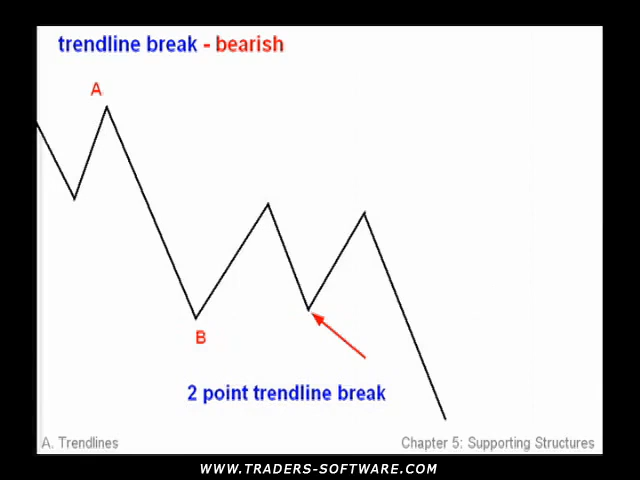 trendline break - bearish
A
B
2 point trendline break
A. Trendlines
Chapter 5: Supporting Structures
WWW.TRADERS-SOFTWARE.COM